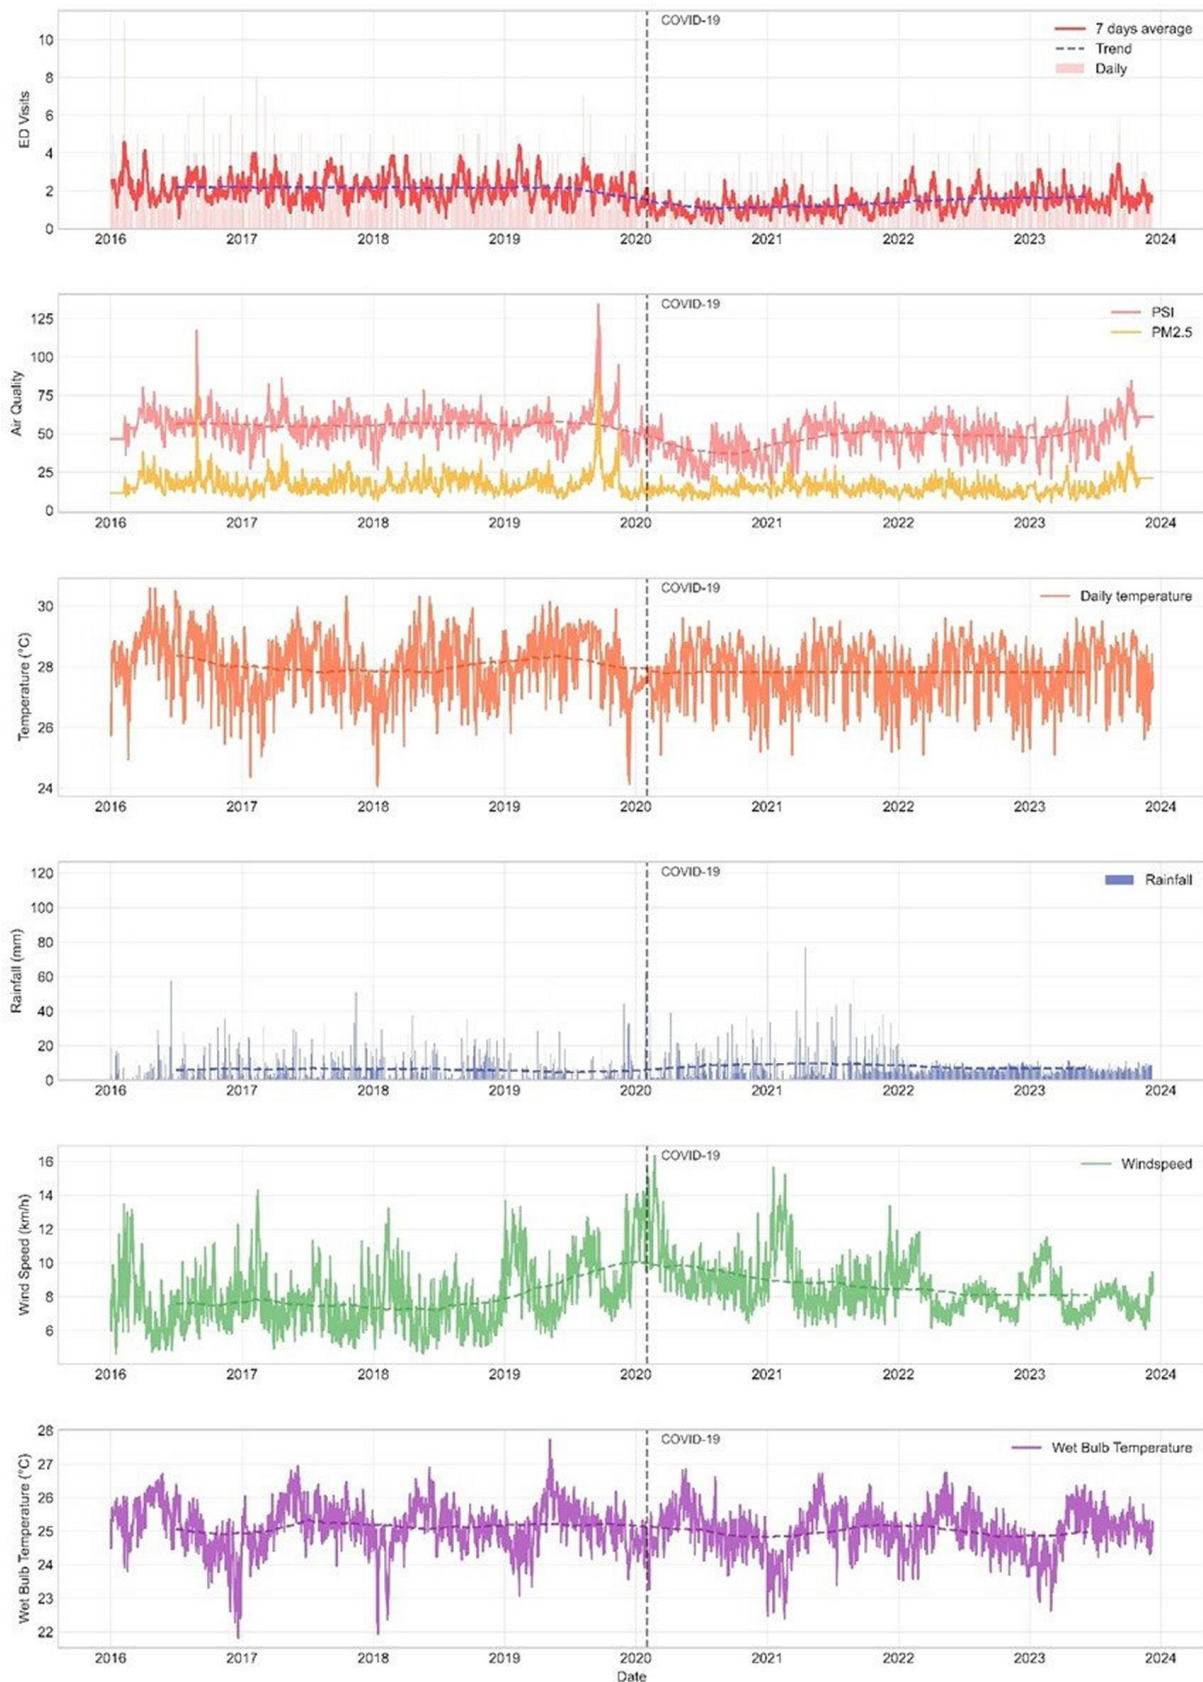 COVID-19
7 days average
Trend
Daily
ED Visits
10
8
6
4
2
0
2016 2017 2018 2019 2020 2021 2022 2023 2024
COVID-19
PSI
PM2.5
Air Quality
125
100
75
50
25
0
2016 2017 2018 2019 2020 2021 2022 2023 2024
COVID-19
Daily temperature
Temperature (°C)
30
28
26
24
2016 2017 2018 2019 2020 2021 2022 2023 2024
COVID-19
Rainfall
Rainfall (mm)
120
100
80
60
40
20
0
2016 2017 2018 2019 2020 2021 2022 2023 2024
COVID-19
Windspeed
Wind Speed (km/h)
16
14
12
10
8
6
2016 2017 2018 2019 2020 2021 2022 2023 2024
COVID-19
Wet Bulb Temperature
Wet Bulb Temperature (°C)
28
27
26
25
24
23
22
2016 2017 2018 2019 2020 2021 2022 2023 2024
Date